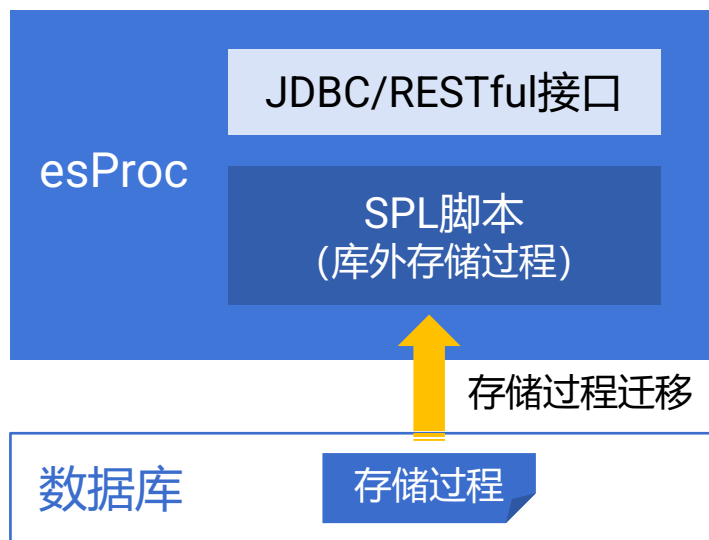 JDBC/RESTful接口
esProc
SPL脚本
（库外存储过程）
存储过程迁移
数据库
存储过程